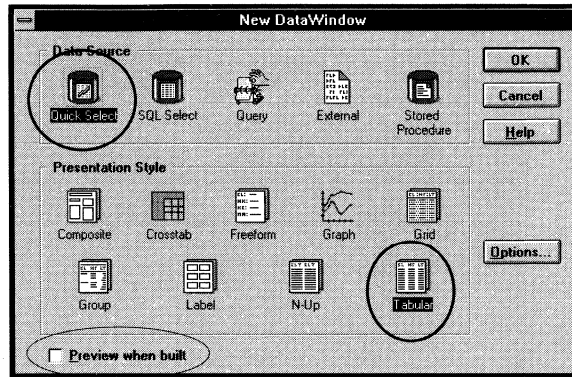 New DataWindow
Data Source
Quick Select
SQL Select
Query
External
Stored
Procedure
OK
Cancel
Help
Presentation Style
Composite
Crosstab
Freeform
Graph
Grid
Options...
Group
Label
N-Up
Tabular
Preview when built